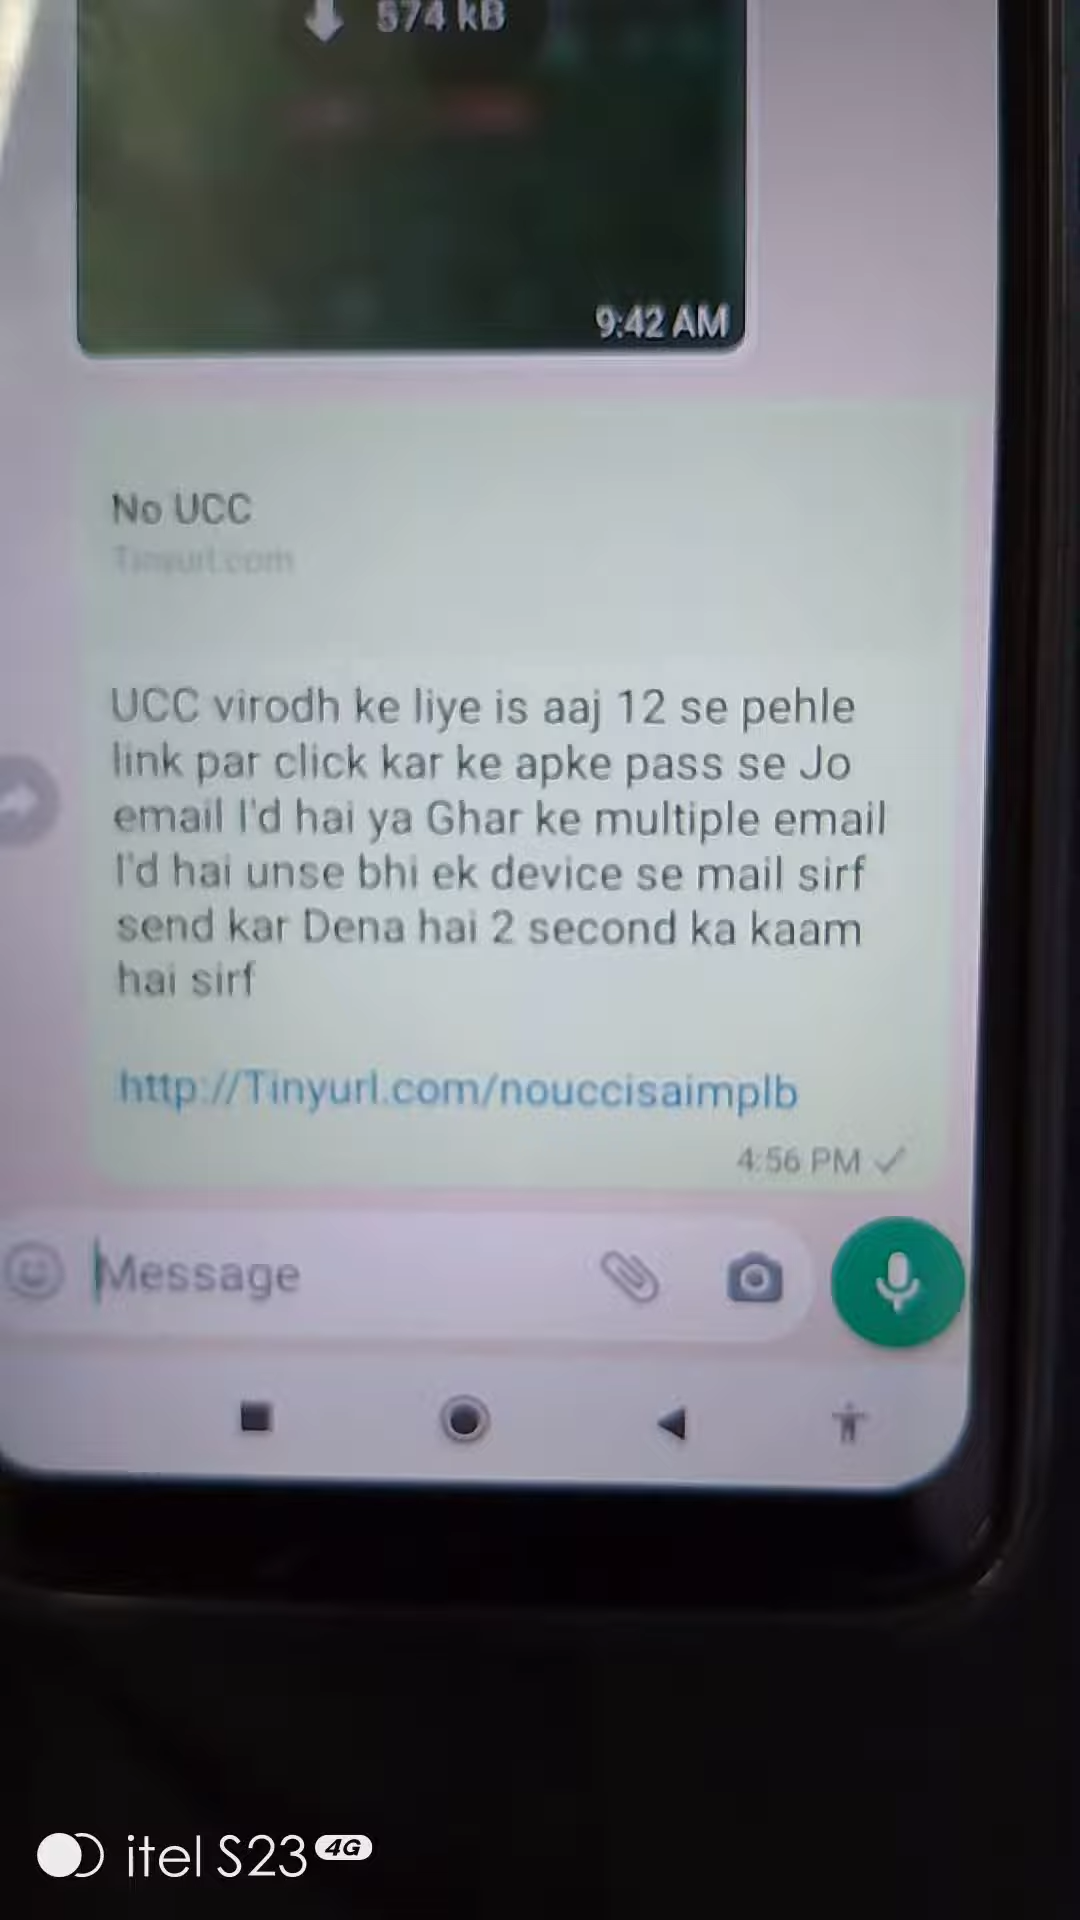 574 kB
9:42 AM
No UCC
Tinyurl.com
UCC virodh ke liye is aaj 12 se pehle
link par click kar ke apke pass se Jo
email I'd hai ya Ghar ke multiple email
I'd hai unse bhi ek device se mail sirf
send kar Dena hai 2 second ka kaam
hai sirf
http://Tinyurl.com/nouccisaimplb
4:56 PM
Message
itel S23 4G